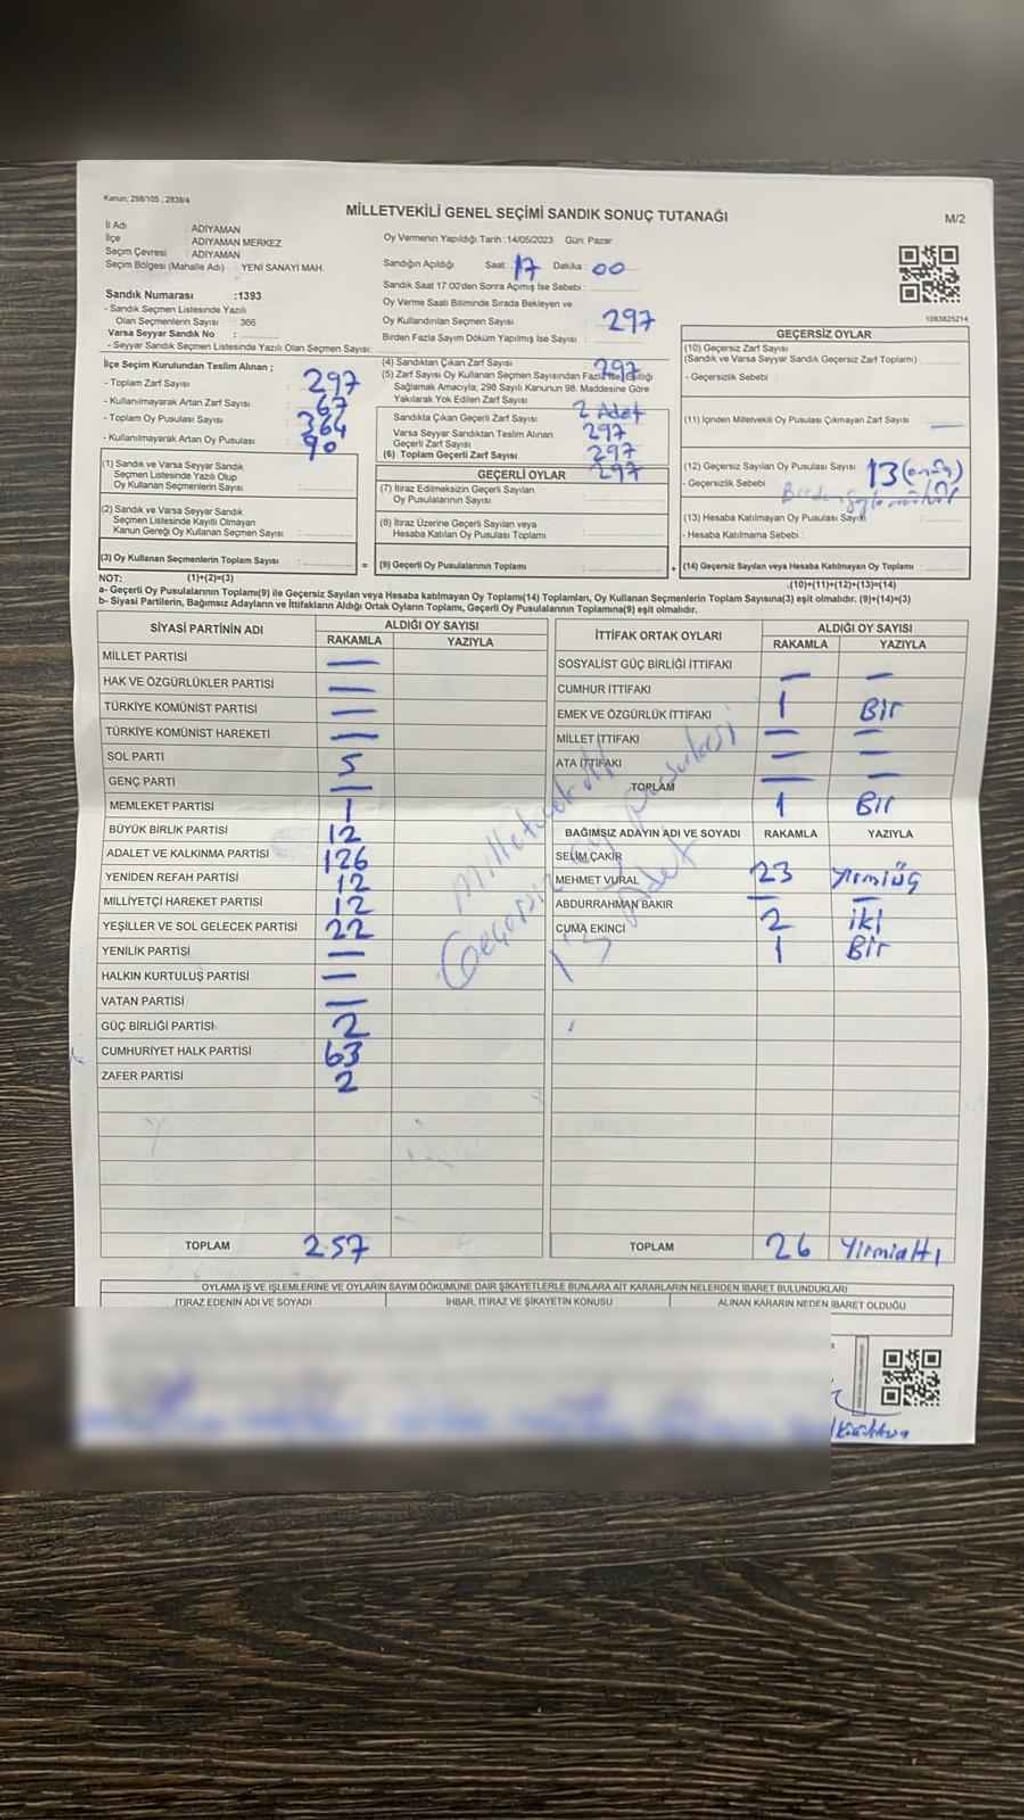 Kanun; 298/105 ; 2839/4
MİLLETVEKİLİ GENEL SEÇİMİ SANDIK SONUÇ TUTANAĞI
M/2
İl Adı ADIYAMAN
İlçe ADIYAMAN MERKEZ
Seçim Çevresi : ADIYAMAN
Seçim Bölgesi (Mahalle Adı) : YENİ SANAYİ MAH.
Sandık Numarası :1393
- Sandık Seçmen Listesinde Yazılı
Olan Seçmenlerin Sayısı : 366
Varsa Seyyar Sandık No :
- Seyyar Sandık Seçmen Listesinde Yazılı Olan Seçmen Sayısı:
Oy Vermenin Yapıldığı Tarih : 14/05/2023 Gün: Pazar
Sandığın Açıldığı Saat: 17 Dakika: 00
Sandık Saat 17:00'den Sonra Açımış İse Sebebi :
Oy Verme Saati Bitiminde Sırada Bekleyen ve
Oy Kullandırılan Seçmen Sayısı 297
Birden Fazla Sayım Döküm Yapılmış İse Sayısı :
İlçe Seçim Kurulundan Teslim Alınan ;
- Toplam Zarf Sayısı 297
- Kullanılmayarak Artan Zarf Sayısı 67
- Toplam Oy Pusulası Sayısı 364
- Kullanılmayarak Artan Oy Pusulası 90
(1) Sandık ve Varsa Seyyar Sandık
Seçmen Listesinde Yazılı Olup
Oy Kullanan Seçmenlerin Sayısı
(2) Sandık ve Varsa Seyyar Sandık
Seçmen Listesinde Kayıtlı Olmayan
Kanun Gereği Oy Kullanan Seçmen Sayısı
(3) Oy Kullanan Seçmenlerin Toplam Sayısı =
(4) Sandıktan Çıkan Zarf Sayısı 297
(5) Zarf Sayısı Oy Kullanan Seçmen Sayısından Fazla İse Eşitliği
Sağlamak Amacıyla; 298 Sayılı Kanunun 98. Maddesine Göre
Yakılarak Yok Edilen Zarf Sayısı 2 Adet
Sandıkta Çıkan Geçerli Zarf Sayısı 297
Varsa Seyyar Sandıktan Teslim Alınan
Geçerli Zarf Sayısı 297
(6) Toplam Geçerli Zarf Sayısı 297
GEÇERLİ OYLAR
(7) İtiraz Edilmeksizin Geçerli Sayılan
Oy Pusulalarının Sayısı
(8) İtiraz Üzerine Geçerli Sayılan veya
Hesaba Katılan Oy Pusulası Toplamı
(9) Geçerli Oy Pusulalarının Toplamı +
1083825214
GEÇERSİZ OYLAR
(10) Geçersiz Zarf Sayısı
(Sandık ve Varsa Seyyar Sandık Geçersiz Zarf Toplamı)
- Geçersizlik Sebebi
(11) İçinden Milletvekili Oy Pusulası Çıkmayan Zarf Sayısı —
(12) Geçersiz Sayılan Oy Pusulası Sayısı 13 (onüç)
- Geçersizlik Sebebi
(13) Hesaba Katılmayan Oy Pusula Sayısı
- Hesaba Katılmama Sebebi
(14) Geçersiz Sayılan veya Hesaba Katılmayan Oy Toplamı
NOT: (1)+(2)=(3) (10)+(11)+(12)+(13)=(14)
a- Geçerli Oy Pusulalarının Toplamı(9) ile Geçersiz Sayılan veya Hesaba katılmayan Oy Toplamı(14) Toplamları, Oy Kullanan Seçmenlerin Toplam Sayısına(3) eşit olmalıdır. (9)+(14)=(3)
b- Siyasi Partilerin, Bağımsız Adayların ve İttifakların Aldığı Ortak Oyların Toplamı, Geçerli Oy Pusulalarının Toplamına(9) eşit olmalıdır.
SİYASİ PARTİNİN ADI ALDIĞI OY SAYISI
RAKAMLA YAZIYLA
MİLLET PARTİSİ —
HAK VE ÖZGÜRLÜKLER PARTİSİ —
TÜRKİYE KOMÜNİST PARTİSİ —
TÜRKİYE KOMÜNİST HAREKETİ —
SOL PARTİ 5
GENÇ PARTİ —
MEMLEKET PARTİSİ 1
BÜYÜK BİRLİK PARTİSİ 12
ADALET VE KALKINMA PARTİSİ 126
YENİDEN REFAH PARTİSİ 12
MİLLİYETÇİ HAREKET PARTİSİ 12
YEŞİLLER VE SOL GELECEK PARTİSİ 22
YENİLİK PARTİSİ —
HALKIN KURTULUŞ PARTİSİ —
VATAN PARTİSİ —
GÜÇ BİRLİĞİ PARTİSİ 2
CUMHURİYET HALK PARTİSİ 63
ZAFER PARTİSİ 2
TOPLAM 257
İTTİFAK ORTAK OYLARI ALDIĞI OY SAYISI
RAKAMLA YAZIYLA
SOSYALİST GÜÇ BİRLİĞİ İTTİFAKI — —
CUMHUR İTTİFAKI 1 Bir
EMEK VE ÖZGÜRLÜK İTTİFAKI — —
MİLLET İTTİFAKI — —
ATA İTTİFAKI — —
TOPLAM 1 Bir
BAĞIMSIZ ADAYIN ADI VE SOYADI RAKAMLA YAZIYLA
SELİM ÇAKIR 23 yirmiüç
MEHMET VURAL — —
ABDURRAHMAN BAKIR 2 iki
CUMA EKİNCİ 1 Bir
TOPLAM 26 Yirmialtı
Milletvekili
Geçersiz oy pusulası
13 Adet
OYLAMA İŞ VE İŞLEMLERİNE VE OYLARIN SAYIM DÖKÜMÜNE DAİR ŞİKAYETLERLE BUNLARA AİT KARARLARIN NELERDEN İBARET BULUNDUKLARI
İTİRAZ EDENİN ADI VE SOYADI İHBAR, İTİRAZ VE ŞİKAYETİN KONUSU ALINAN KARARIN NEDEN İBARET OLDUĞU